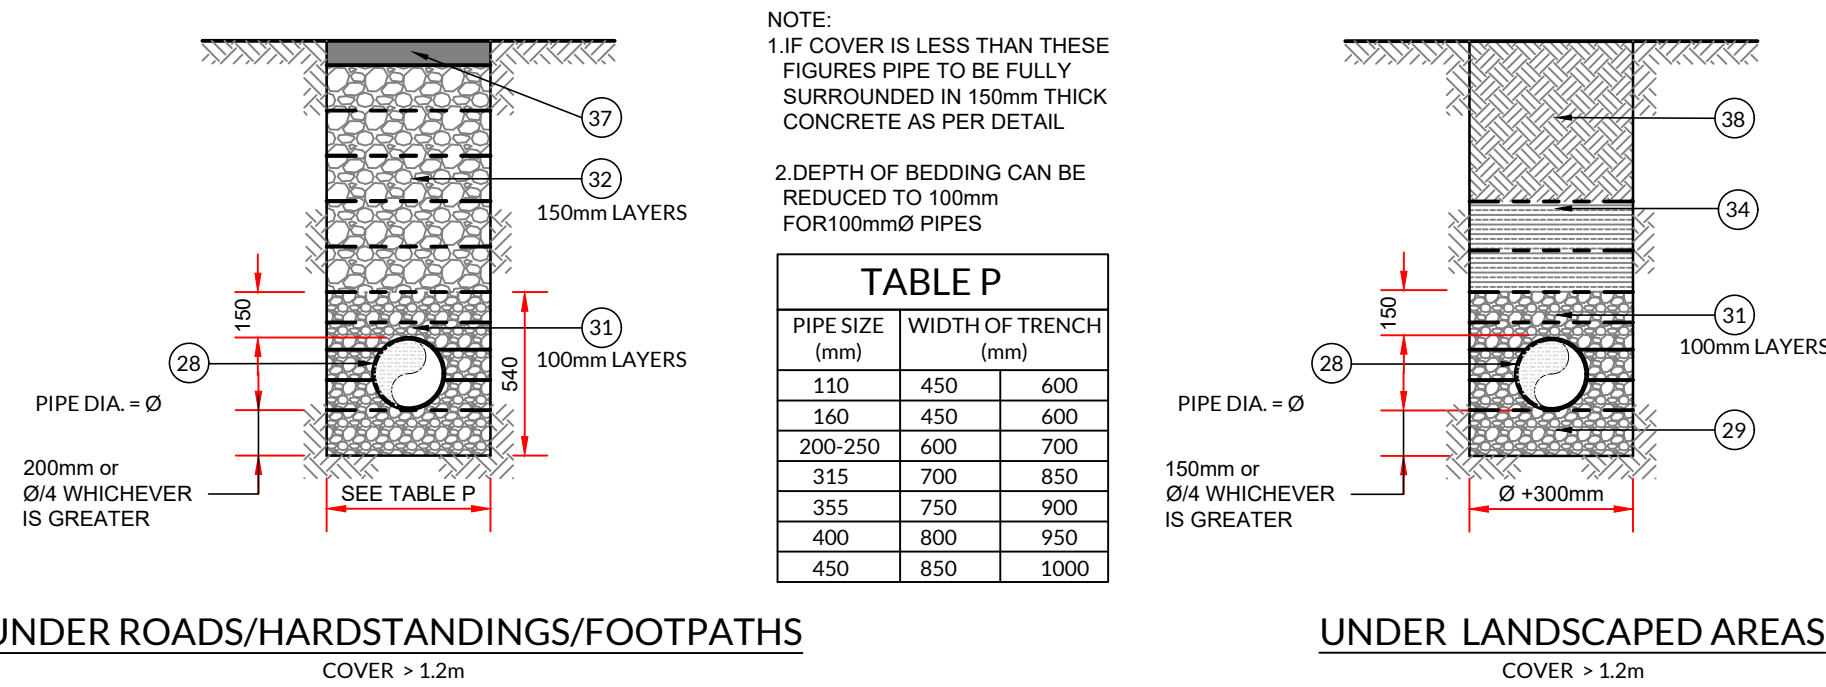 37
32
150mm LAYERS
150
31
100mm LAYERS
28
540
PIPE DIA. = Ø
200mm or
Ø/4 WHICHEVER
IS GREATER
SEE TABLE P
UNDER ROADS/HARDSTANDINGS/FOOTPATHS
COVER > 1.2m
NOTE:
1.IF COVER IS LESS THAN THESE
FIGURES PIPE TO BE FULLY
SURROUNDED IN 150mm THICK
CONCRETE AS PER DETAIL
2.DEPTH OF BEDDING CAN BE
REDUCED TO 100mm
FOR100mmØ PIPES
TABLE P
PIPE SIZE (mm) WIDTH OF TRENCH (mm)
110 450 600
160 450 600
200-250 600 700
315 700 850
355 750 900
400 800 950
450 850 1000
38
34
150
31
100mm LAYERS
28
PIPE DIA. = Ø
29
150mm or
Ø/4 WHICHEVER
IS GREATER
Ø +300mm
UNDER LANDSCAPED AREAS
COVER > 1.2m